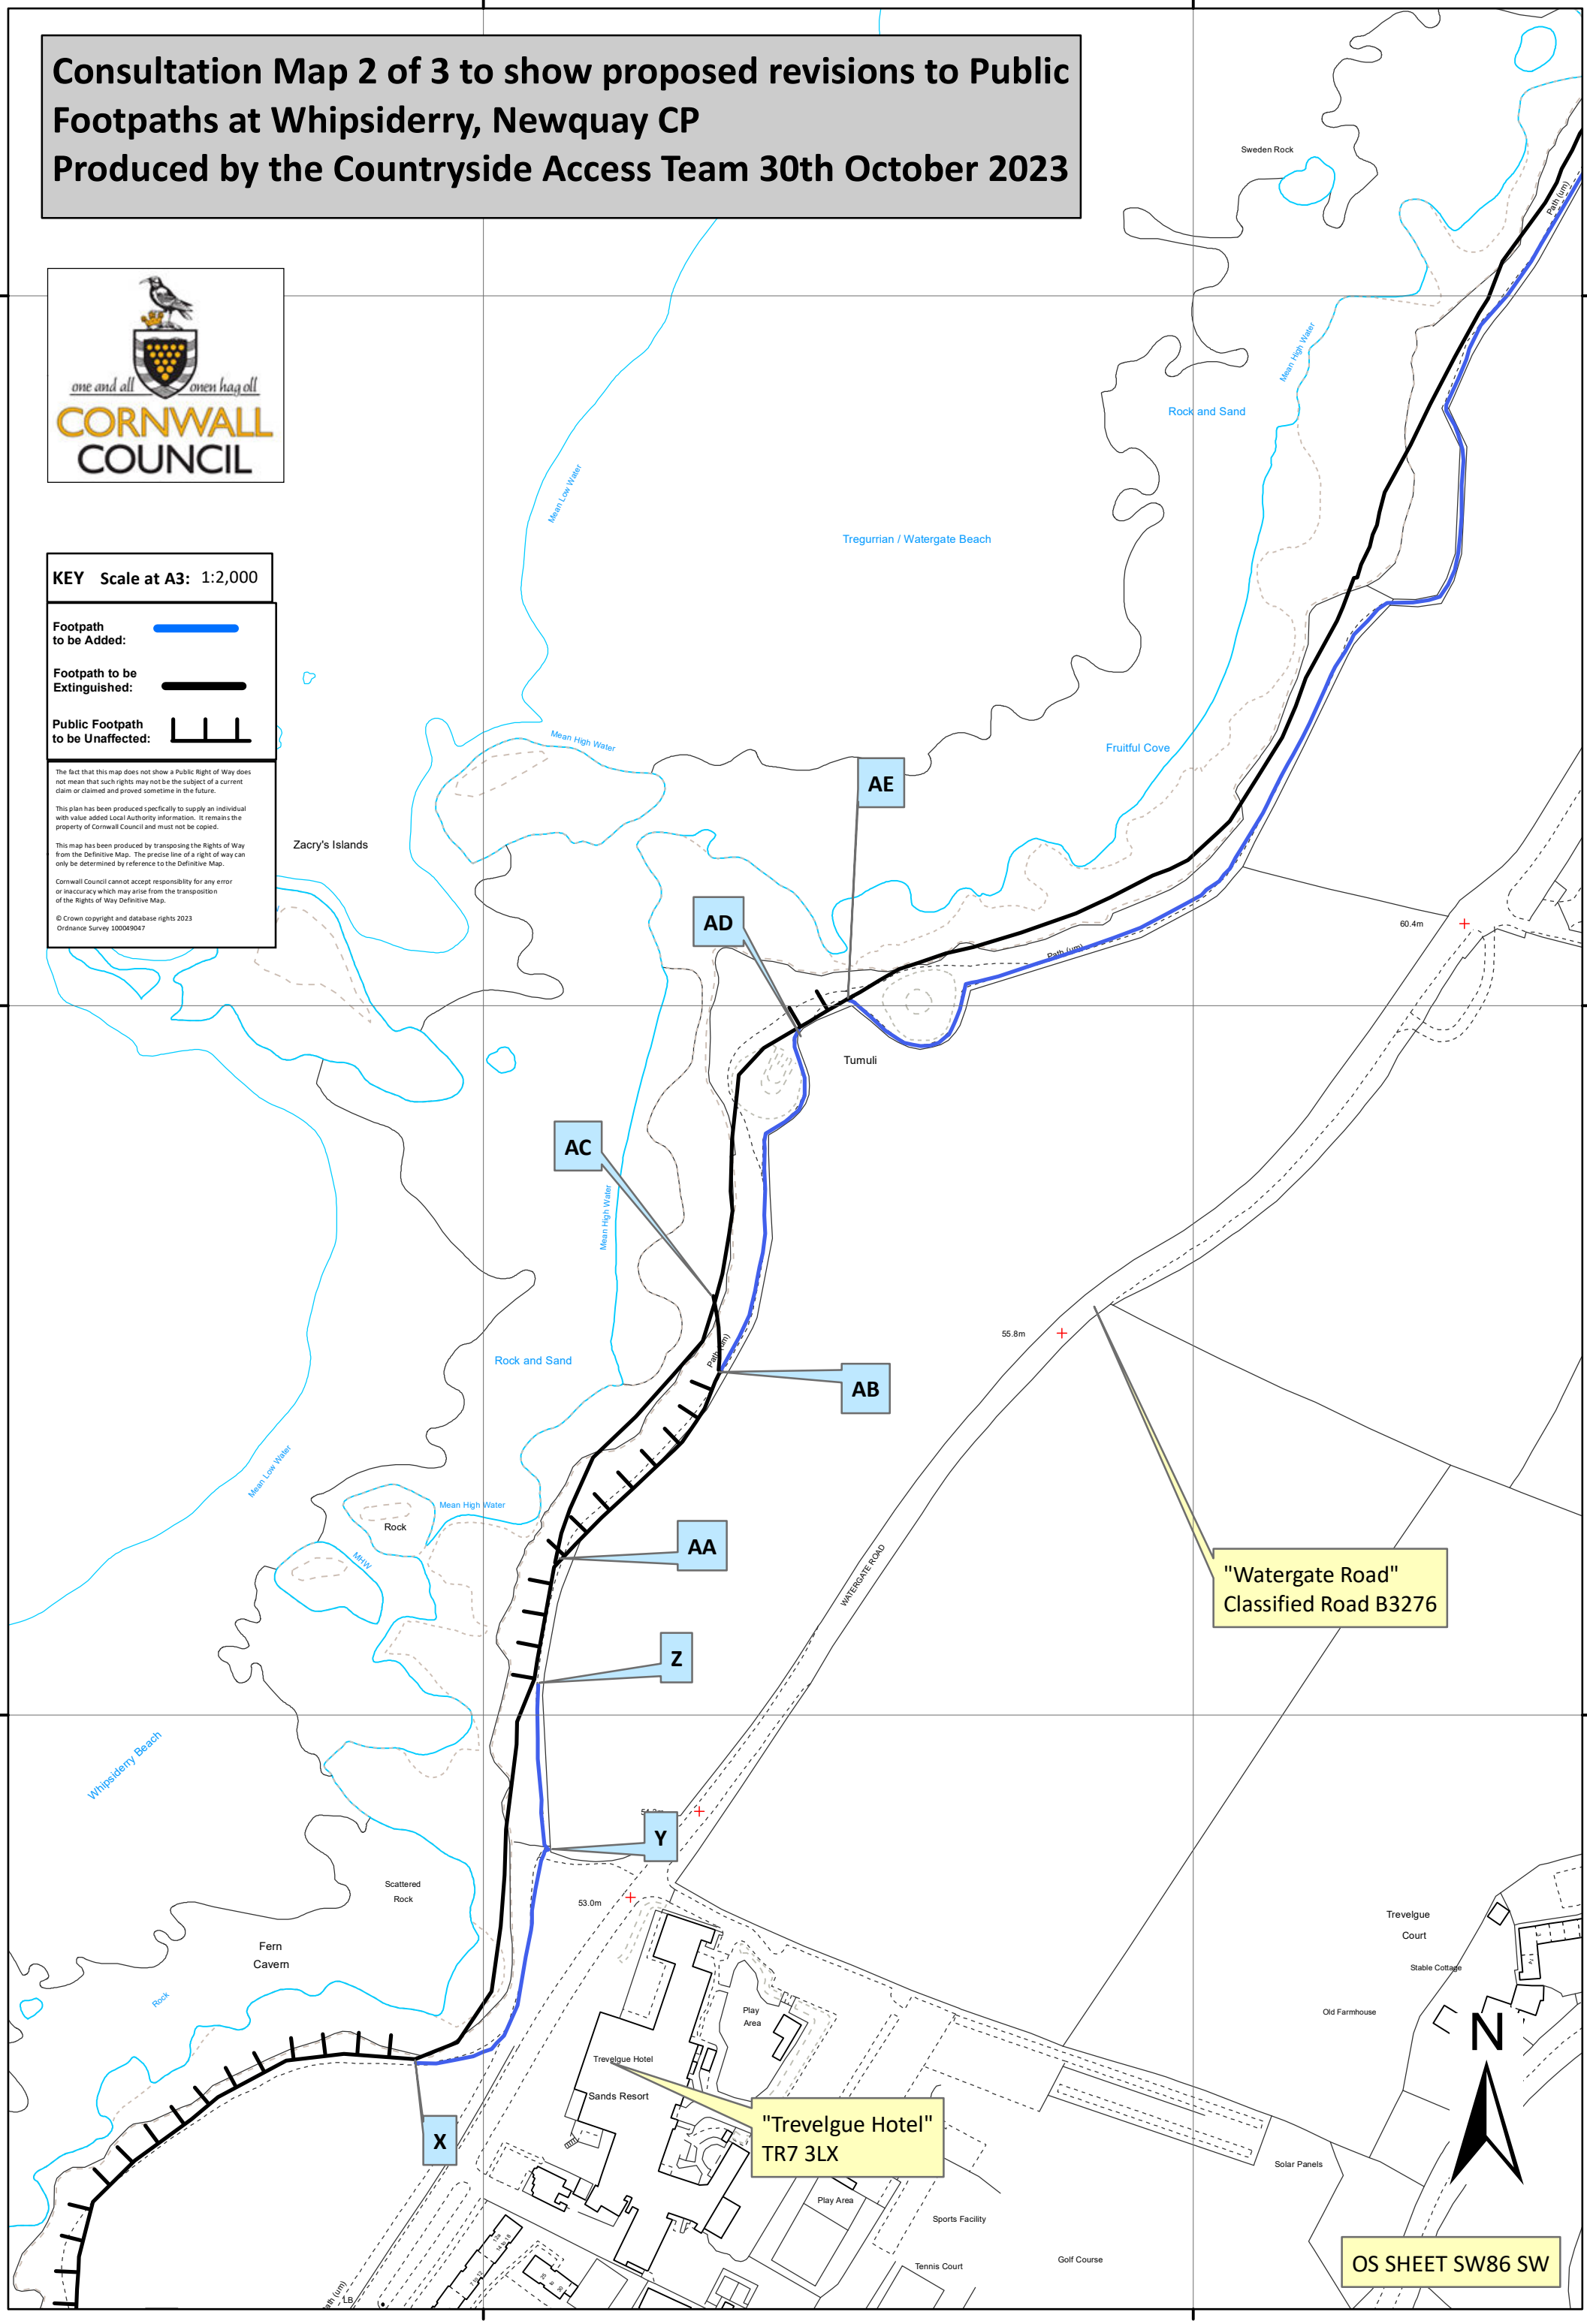 Consultation Map 2 of 3 to show proposed revisions to Public
Footpaths at Whipsiderry, Newquay CP
Produced by the Countryside Access Team 30th October 2023
one and all
onen hag oll
CORNWALL
COUNCIL
KEY Scale at A3: 1:2,000
Footpath
to be Added:
Footpath to be
Extinguished:
Public Footpath
to be Unaffected:
The fact that this map does not show a Public Right of Way does
not mean that such rights may not be the subject of a current
claim or claimed and proved sometime in the future.
This plan has been produced specfically to supply an individual
with value added Local Authority information. It remains the
property of Cornwall Council and must not be copied.
This map has been produced by transposing the Rights of Way
from the Definitive Map. The precise line of a right of way can
only be determined by reference to the Definitive Map.
Cornwall Council cannot accept responsiblity for any error
or inaccuracy which may arise from the transposition
of the Rights of Way Definitive Map.
© Crown copyright and database rights 2023
Ordnance Survey 100049047
Sweden Rock
Path (um)
Mean High Water
Rock and Sand
Mean Low Water
Tregurrian / Watergate Beach
Mean High Water
Fruitful Cove
AE
Zacry's Islands
AD
60.4m
Path (um)
Tumuli
AC
Mean High Water
55.8m
Rock and Sand
Path (um)
AB
Mean Low Water
Mean High Water
Rock
AA
MHW
WATERGATE ROAD
"Watergate Road"
Classified Road B3276
Z
Whipsiderry Beach
Y
Scattered
Rock
53.0m
Trevelgue
Court
Fern
Cavern
Stable Cottage
Rock
Play
Area
Old Farmhouse
N
Trevelgue Hotel
Sands Resort
"Trevelgue Hotel"
TR7 3LX
X
Solar Panels
Play Area
Sports Facility
Golf Course
Tennis Court
OS SHEET SW86 SW
Path (um)
LB